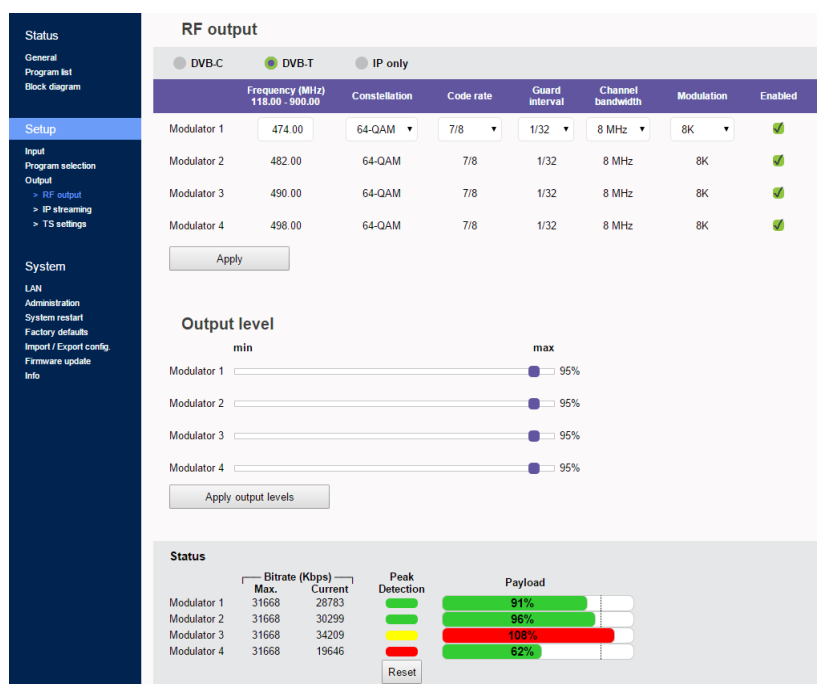 Status
General
Program list
Block diagram
Setup
Input
Program selection
Output
> RF output
> IP streaming
> TS settings
System
LAN
Administration
System restart
Factory defaults
Import / Export config.
Firmware update
Info
RF output
DVB-C DVB-T IP only
Frequency (MHz) 118.00 - 900.00 Constellation Code rate Guard interval Channel bandwidth Modulation Enabled
Modulator 1 474.00 64-QAM 7/8 1/32 8 MHz 8K
Modulator 2 482.00 64-QAM 7/8 1/32 8 MHz 8K
Modulator 3 490.00 64-QAM 7/8 1/32 8 MHz 8K
Modulator 4 498.00 64-QAM 7/8 1/32 8 MHz 8K
Apply
Output level
min max
Modulator 1 95%
Modulator 2 95%
Modulator 3 95%
Modulator 4 95%
Apply output levels
Status
Bitrate (Kbps) Peak Detection Payload
Max. Current
Modulator 1 31668 28783 91%
Modulator 2 31668 30299 96%
Modulator 3 31668 34209 108%
Modulator 4 31668 19646 62%
Reset